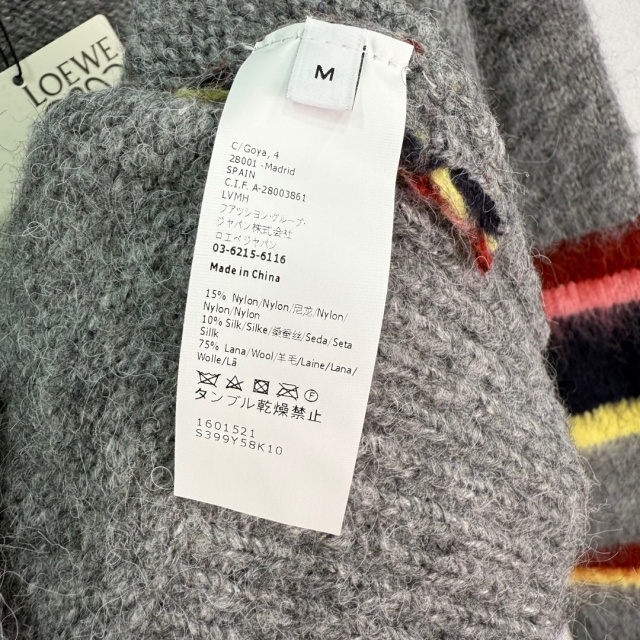 LOEWE
M
C/Goya, 4
28001 - Madrid
SPAIN
C.I.F. A-28003861
LVMH
ファッション・グループ・
ジャパン株式会社
ロエベジャパン
03-6215-6116
Made in China
15% Nylon/Nylon/尼龙/Nylon/
Nylon/Nylon
10% Silk/Silke/桑蚕丝/Seda/Seta
Silk
75% Lana/Wool/羊毛/Laine/Lana/
Wolle/Lã
F
タンブル乾燥禁止
1601521
S399Y58K10